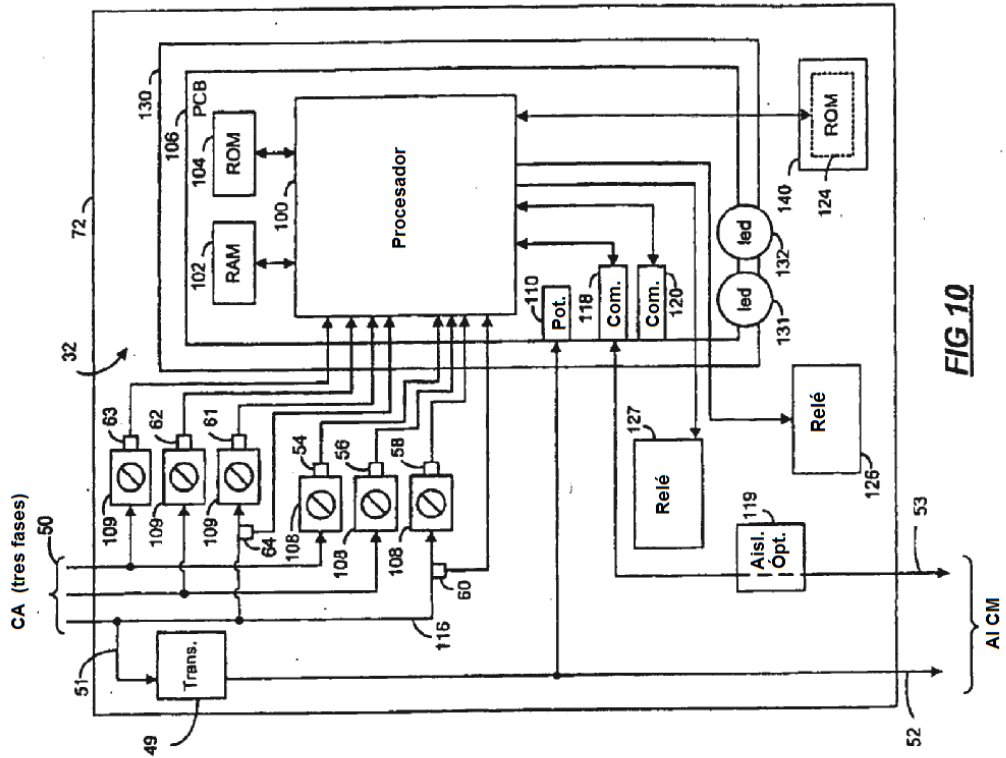 72
32
130
106
PCB
102
RAM
104
ROM
100
Procesador
CA (tres fases)
50
63
62
61
109
109
109
64
54
56
58
108
108
108
60
116
51
Trans.
49
110
Pot.
118
Com.
Com.
120
led
led
131
132
140
ROM
124
127
Relé
Relé
126
119
Aisl.
Ópt.
53
52
Al CM
FIG 10